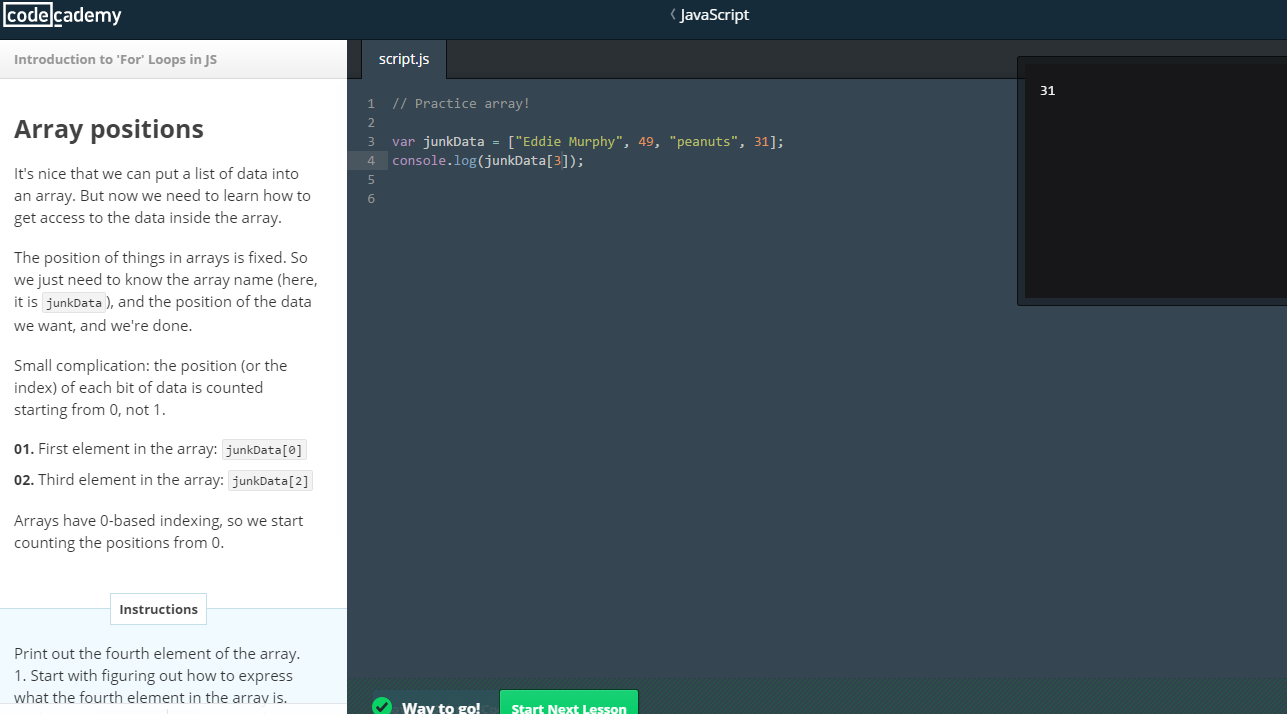 codecademy
JavaScript
Introduction to 'For' Loops in JS
Array positions
It's nice that we can put a list of data into
an array. But now we need to learn how to
get access to the data inside the array.
The position of things in arrays is fixed. So
we just need to know the array name (here,
it is junkData), and the position of the data
we want, and we're done.
Small complication: the position (or the
index) of each bit of data is counted
starting from 0, not 1.
01. First element in the array: junkData[0]
02. Third element in the array: junkData[2]
Arrays have 0-based indexing, so we start
counting the positions from 0.
Instructions
Print out the fourth element of the array.
1. Start with figuring out how to express
what the fourth element in the array is.
script.js
1 // Practice array!
2
3 var junkData = ["Eddie Murphy", 49, "peanuts", 31];
4 console.log(junkData[3]);
5
6
31
Way to go!
Start Next Lesson